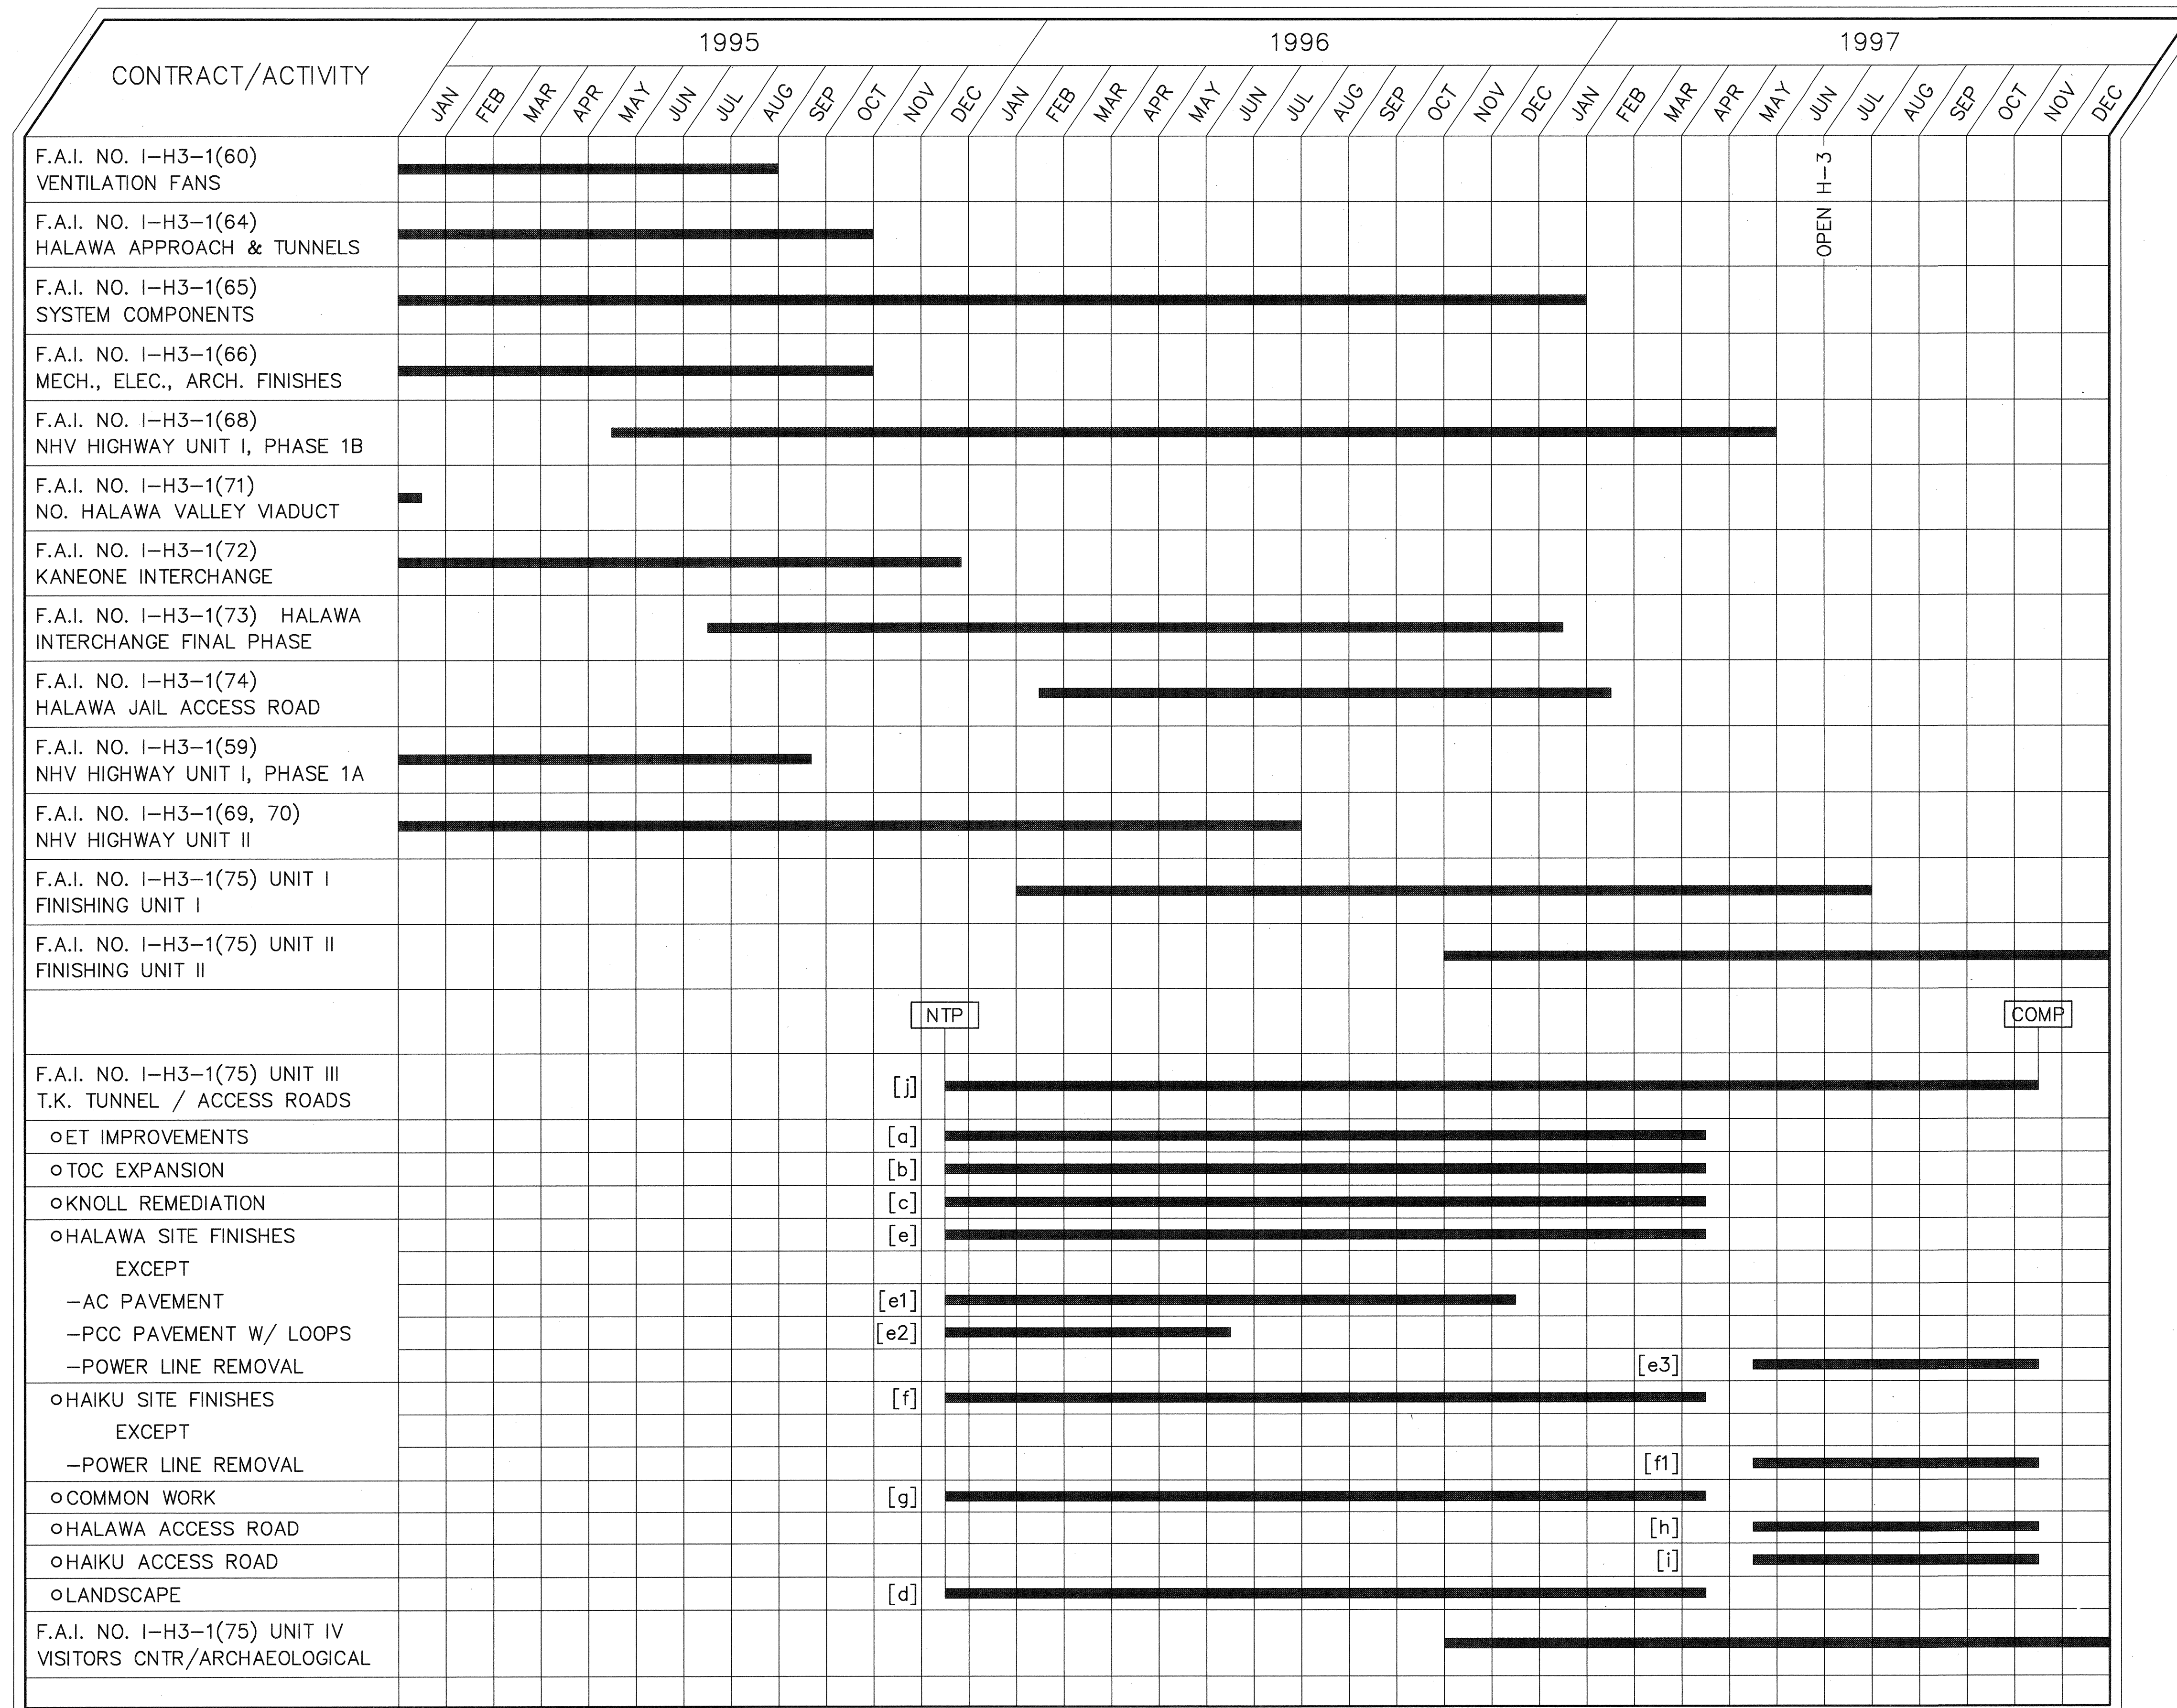 CONTRACT/ACTIVITY
1995
1996
1997
JAN FEB MAR APR MAY JUN JUL AUG SEP OCT NOV DEC JAN FEB MAR APR MAY JUN JUL AUG SEP OCT NOV DEC JAN FEB MAR APR MAY JUN JUL AUG SEP OCT NOV DEC
OPEN H-3
F.A.I. NO. I-H3-1(60)
VENTILATION FANS
F.A.I. NO. I-H3-1(64)
HALAWA APPROACH & TUNNELS
F.A.I. NO. I-H3-1(65)
SYSTEM COMPONENTS
F.A.I. NO. I-H3-1(66)
MECH., ELEC., ARCH. FINISHES
F.A.I. NO. I-H3-1(68)
NHV HIGHWAY UNIT I, PHASE 1B
F.A.I. NO. I-H3-1(71)
NO. HALAWA VALLEY VIADUCT
F.A.I. NO. I-H3-1(72)
KANEONE INTERCHANGE
F.A.I. NO. I-H3-1(73) HALAWA
INTERCHANGE FINAL PHASE
F.A.I. NO. I-H3-1(74)
HALAWA JAIL ACCESS ROAD
F.A.I. NO. I-H3-1(59)
NHV HIGHWAY UNIT I, PHASE 1A
F.A.I. NO. I-H3-1(69, 70)
NHV HIGHWAY UNIT II
F.A.I. NO. I-H3-1(75) UNIT I
FINISHING UNIT I
F.A.I. NO. I-H3-1(75) UNIT II
FINISHING UNIT II
NTP
COMP
F.A.I. NO. I-H3-1(75) UNIT III
T.K. TUNNEL / ACCESS ROADS
[j]
○ET IMPROVEMENTS [a]
○TOC EXPANSION [b]
○KNOLL REMEDIATION [c]
○HALAWA SITE FINISHES [e]
EXCEPT
-AC PAVEMENT [e1]
-PCC PAVEMENT W/ LOOPS [e2]
-POWER LINE REMOVAL [e3]
○HAIKU SITE FINISHES [f]
EXCEPT
-POWER LINE REMOVAL [f1]
○COMMON WORK [g]
○HALAWA ACCESS ROAD [h]
○HAIKU ACCESS ROAD [i]
○LANDSCAPE [d]
F.A.I. NO. I-H3-1(75) UNIT IV
VISITORS CNTR/ARCHAEOLOGICAL